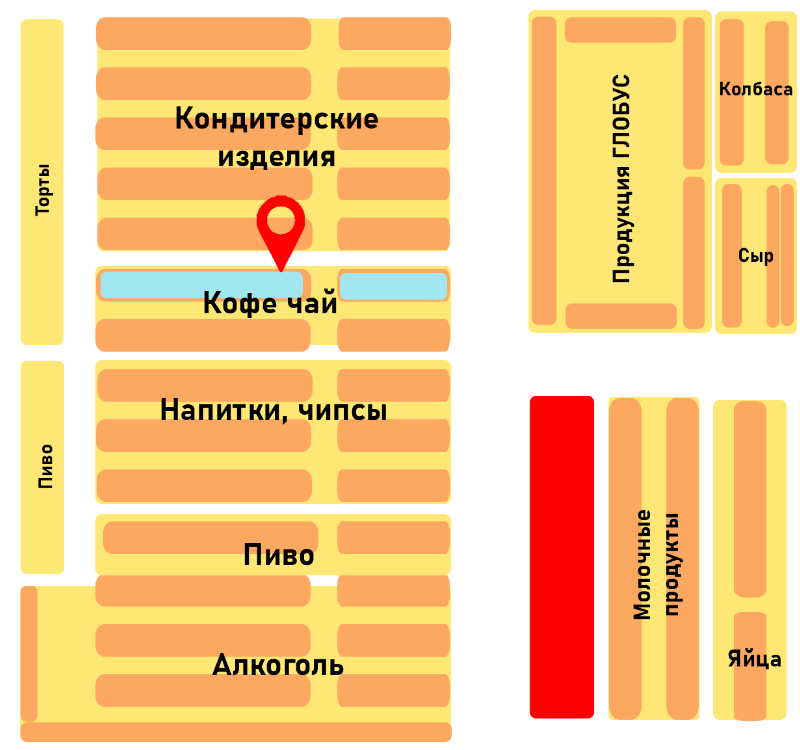 Торты
Кондитерские
изделия
Кофе чай
Пиво
Напитки, чипсы
Пиво
Алкоголь
Продукция ГЛОБУС
Колбаса
Сыр
Молочные
продукты
Яйца